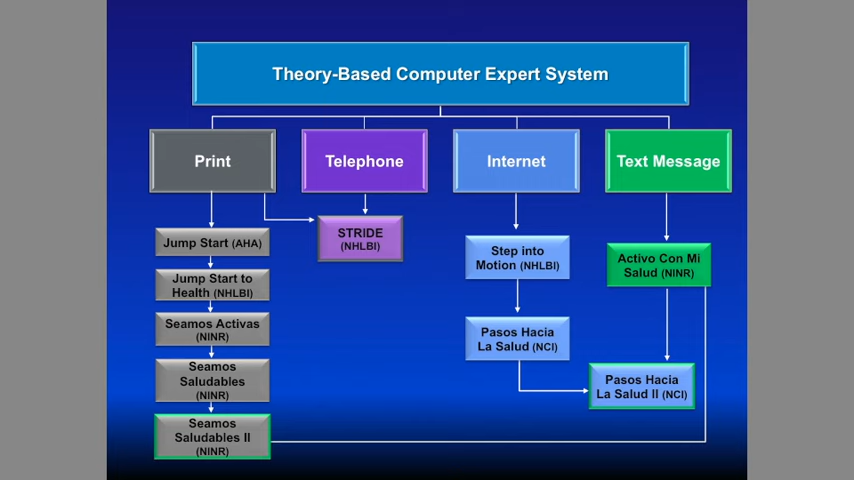 Theory-Based Computer Expert System
Print
Telephone
Internet
Text Message
Jump Start (AHA)
Jump Start to
Health (NHLBI)
Seamos Activas
(NINR)
Seamos
Saludables
(NINR)
Seamos
Saludables II
(NINR)
STRIDE
(NHLBI)
Step into
Motion (NHLBI)
Pasos Hacia
La Salud (NCI)
Activo Con Mi
Salud (NINR)
Pasos Hacia
La Salud II (NCI)